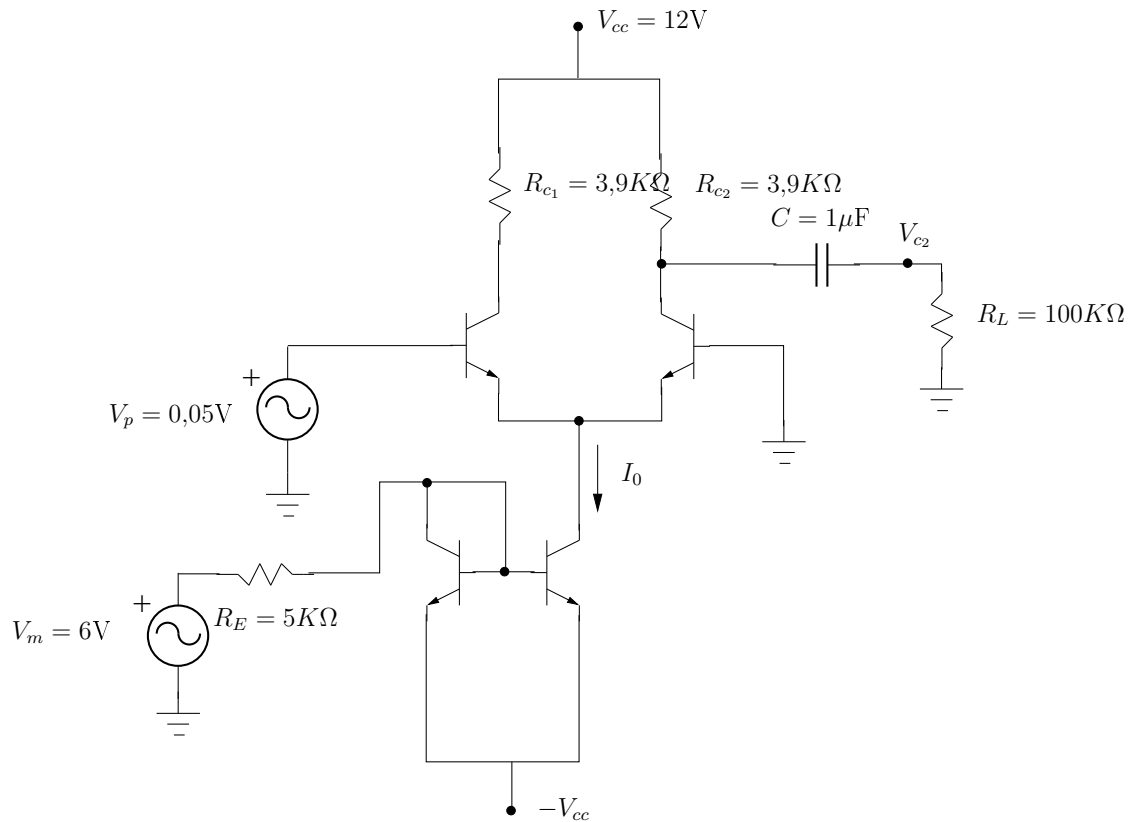 + V_{cc} = 12V
R_{c_1} = 3,9KΩ
R_{c_2} = 3,9KΩ
C = 1μF
V_{c_2}
R_L = 100KΩ
+
V_p = 0,05V
I_0
+
V_m = 6V
R_E = 5KΩ
−V_{cc}